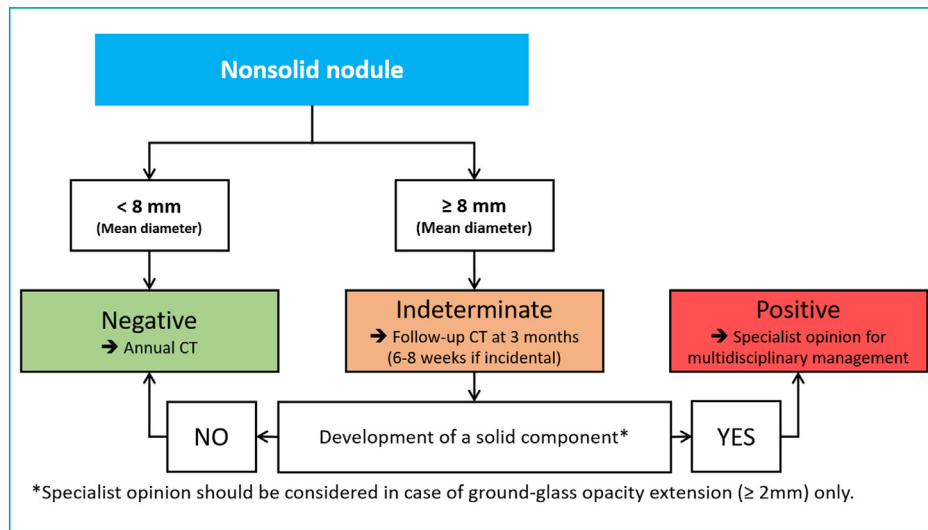 Nonsolid nodule
< 8 mm
(Mean diameter)
≥ 8 mm
(Mean diameter)
Negative
➔ Annual CT
Indeterminate
➔ Follow-up CT at 3 months
(6-8 weeks if incidental)
Positive
➔ Specialist opinion for
multidisciplinary management
NO
Development of a solid component*
YES
*Specialist opinion should be considered in case of ground-glass opacity extension (≥ 2mm) only.